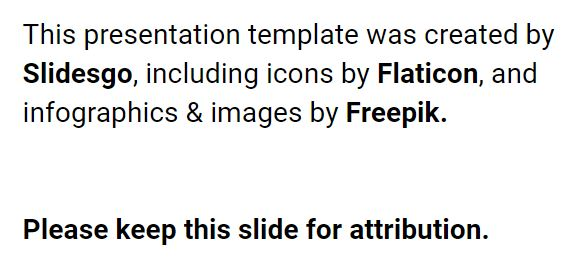 This presentation template was created by
Slidesgo, including icons by Flaticon, and
infographics & images by Freepik.
Please keep this slide for attribution.